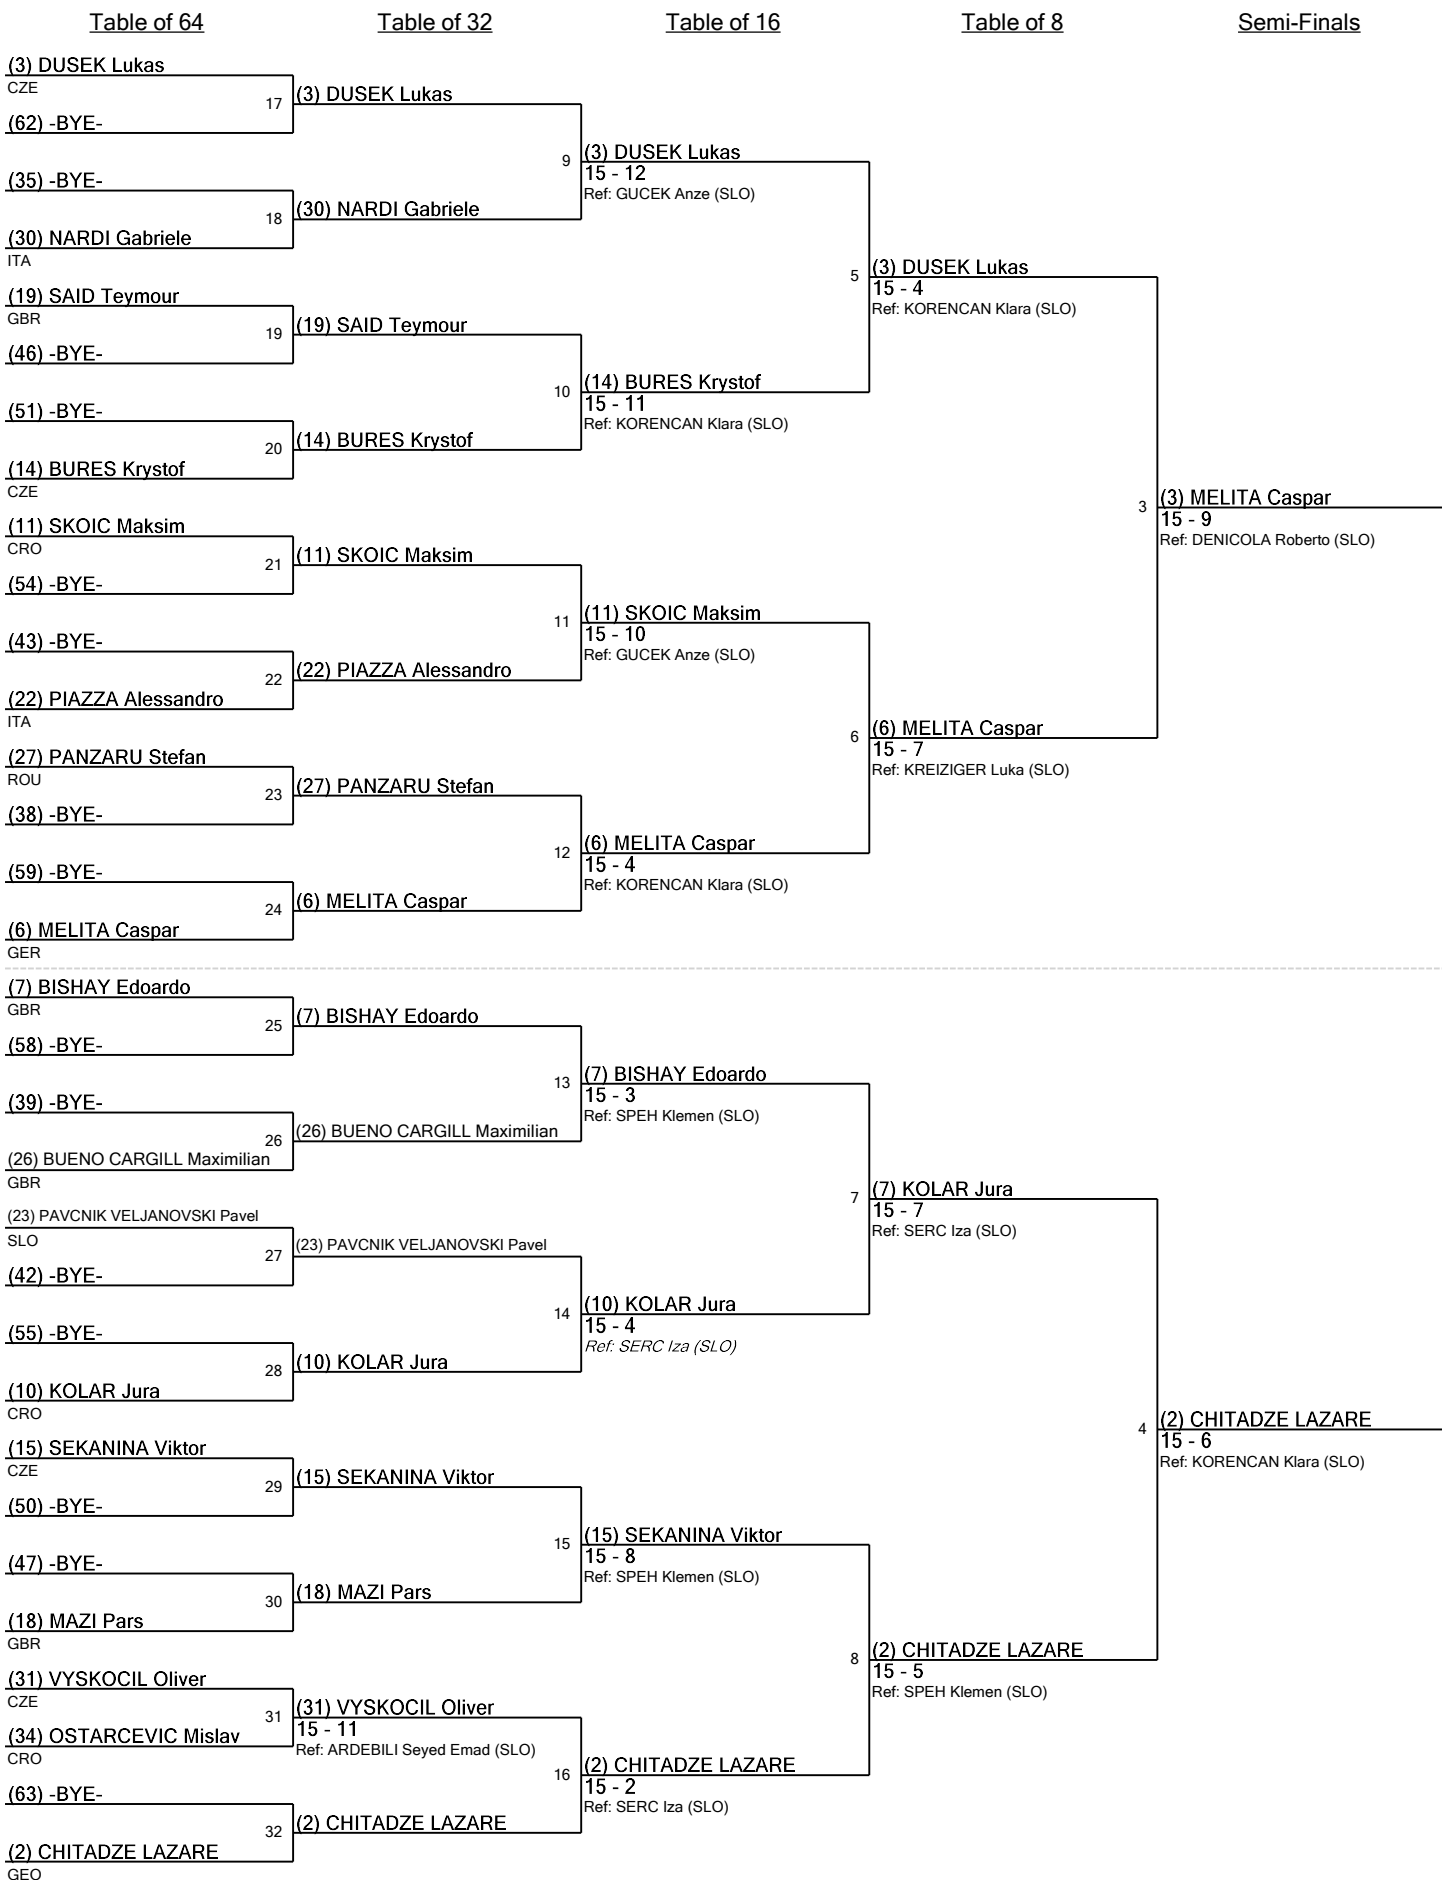 Table of 64
Table of 32
Table of 16
Table of 8
Semi-Finals
(3) DUSEK Lukas
CZE
17
(62) -BYE-
(35) -BYE-
18
(30) NARDI Gabriele
ITA
(19) SAID Teymour
GBR
19
(46) -BYE-
(51) -BYE-
20
(14) BURES Krystof
CZE
(11) SKOIC Maksim
CRO
21
(54) -BYE-
(43) -BYE-
22
(22) PIAZZA Alessandro
ITA
(27) PANZARU Stefan
ROU
23
(38) -BYE-
(59) -BYE-
24
(6) MELITA Caspar
GER
(7) BISHAY Edoardo
GBR
25
(58) -BYE-
(39) -BYE-
26
(26) BUENO CARGILL Maximilian
GBR
(23) PAVCNIK VELJANOVSKI Pavel
SLO
27
(42) -BYE-
(55) -BYE-
28
(10) KOLAR Jura
CRO
(15) SEKANINA Viktor
CZE
29
(50) -BYE-
(47) -BYE-
30
(18) MAZI Pars
GBR
(31) VYSKOCIL Oliver
CZE
31
(34) OSTARCEVIC Mislav
CRO
(63) -BYE-
32
(2) CHITADZE LAZARE
GEO
(3) DUSEK Lukas
9
(30) NARDI Gabriele
(19) SAID Teymour
10
(14) BURES Krystof
(11) SKOIC Maksim
11
(22) PIAZZA Alessandro
(27) PANZARU Stefan
12
(6) MELITA Caspar
(7) BISHAY Edoardo
13
(26) BUENO CARGILL Maximilian
(23) PAVCNIK VELJANOVSKI Pavel
14
(10) KOLAR Jura
(15) SEKANINA Viktor
15
(18) MAZI Pars
(31) VYSKOCIL Oliver
15 - 11
Ref: ARDEBILI Seyed Emad (SLO)
16
(2) CHITADZE LAZARE
(3) DUSEK Lukas
15 - 12
Ref: GUCEK Anze (SLO)
5
(14) BURES Krystof
15 - 11
Ref: KORENCAN Klara (SLO)
(11) SKOIC Maksim
15 - 10
Ref: GUCEK Anze (SLO)
6
(6) MELITA Caspar
15 - 4
Ref: KORENCAN Klara (SLO)
(7) BISHAY Edoardo
15 - 3
Ref: SPEH Klemen (SLO)
7
(10) KOLAR Jura
15 - 4
Ref: SERC Iza (SLO)
(15) SEKANINA Viktor
15 - 8
Ref: SPEH Klemen (SLO)
8
(2) CHITADZE LAZARE
15 - 2
Ref: SERC Iza (SLO)
(3) DUSEK Lukas
15 - 4
Ref: KORENCAN Klara (SLO)
3
(6) MELITA Caspar
15 - 7
Ref: KREIZIGER Luka (SLO)
(7) KOLAR Jura
15 - 7
Ref: SERC Iza (SLO)
4
(2) CHITADZE LAZARE
15 - 5
Ref: SPEH Klemen (SLO)
(3) MELITA Caspar
15 - 9
Ref: DENICOLA Roberto (SLO)
(2) CHITADZE LAZARE
15 - 6
Ref: KORENCAN Klara (SLO)